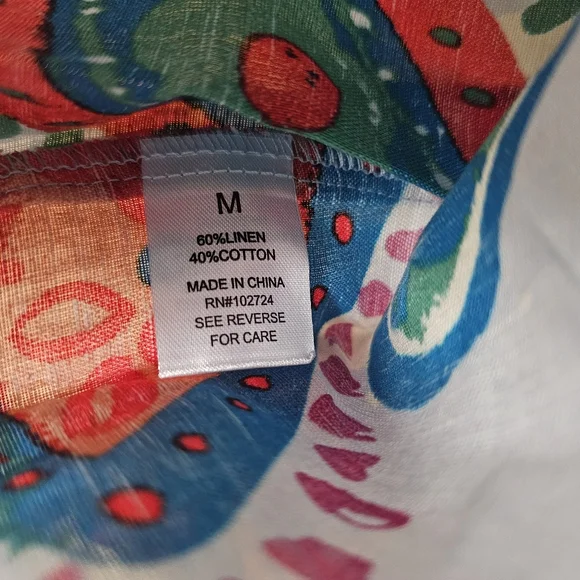 M
60%LINEN
40%COTTON
MADE IN CHINA
RN#102724
SEE REVERSE
FOR CARE